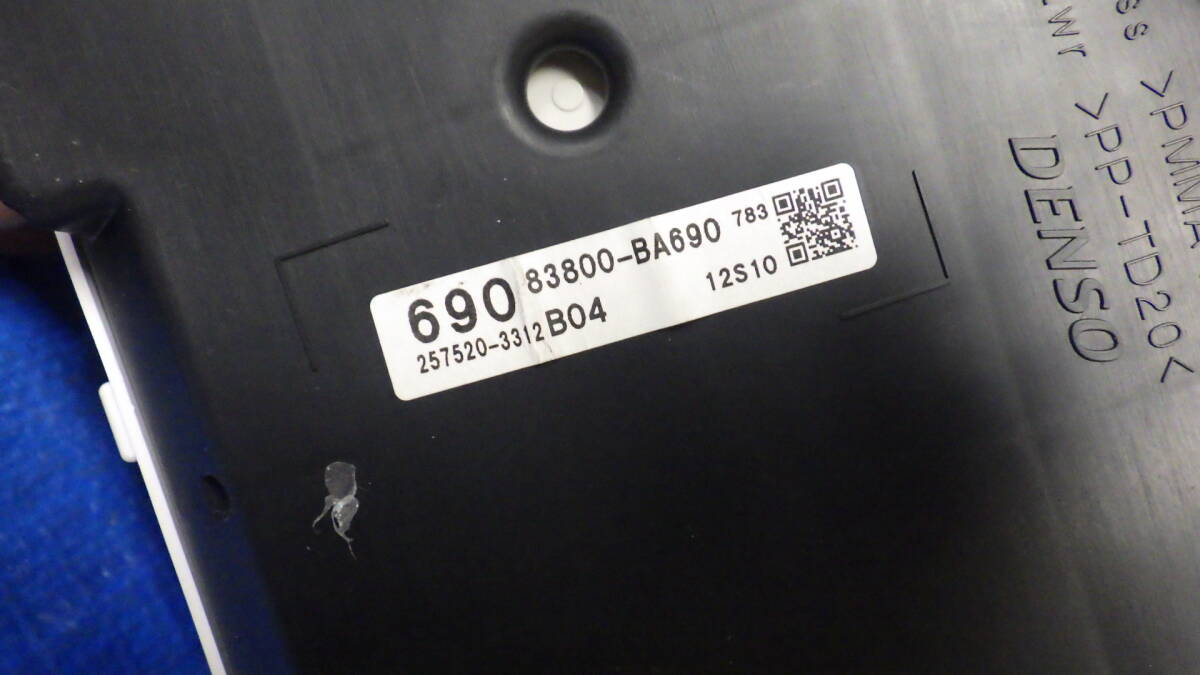 690 83800-BA690 783
257520-3312 B04 12S10
DENSO
>PP-TD20<